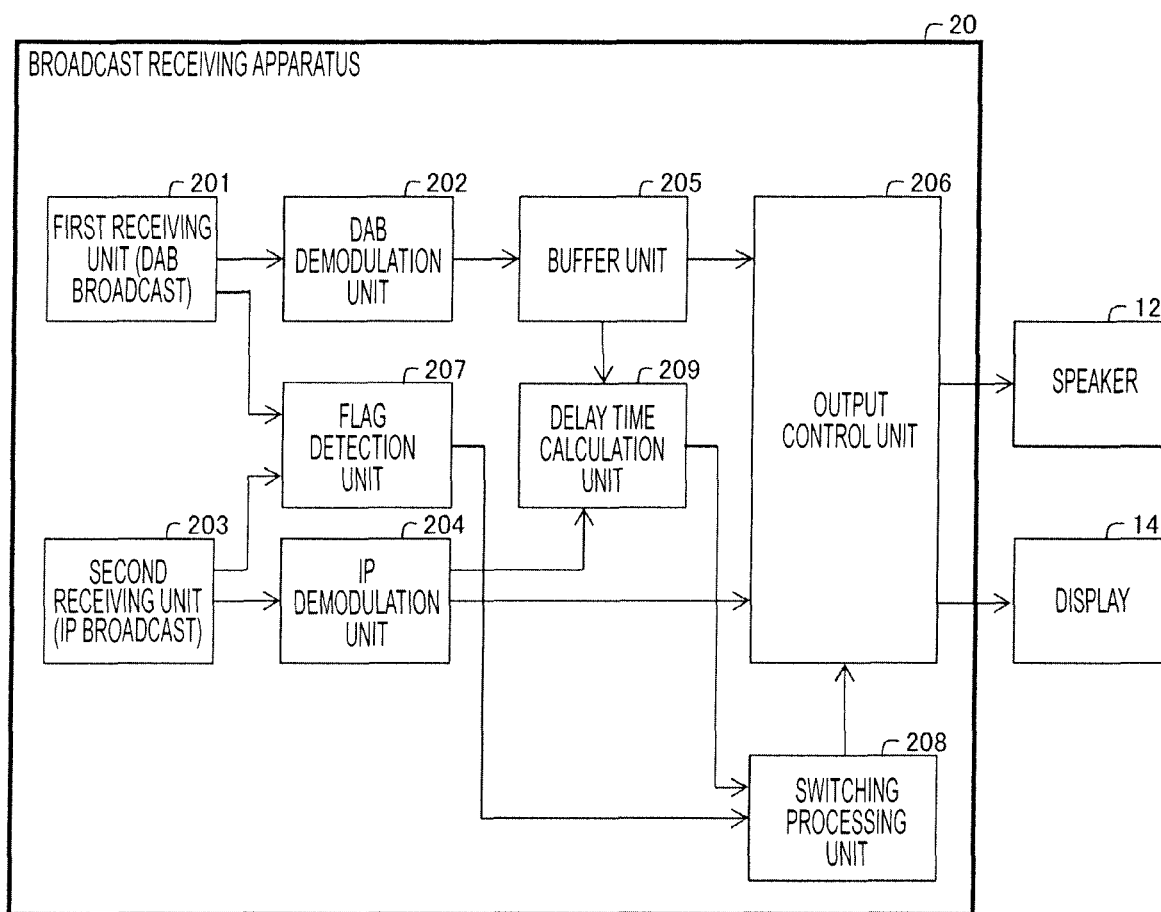 20
BROADCAST RECEIVING APPARATUS
201
FIRST RECEIVING
UNIT (DAB
BROADCAST)
202
DAB
DEMODULATION
UNIT
205
BUFFER UNIT
206
OUTPUT
CONTROL UNIT
12
SPEAKER
207
FLAG
DETECTION
UNIT
209
DELAY TIME
CALCULATION
UNIT
203
SECOND
RECEIVING UNIT
(IP BROADCAST)
204
IP
DEMODULATION
UNIT
14
DISPLAY
208
SWITCHING
PROCESSING
UNIT